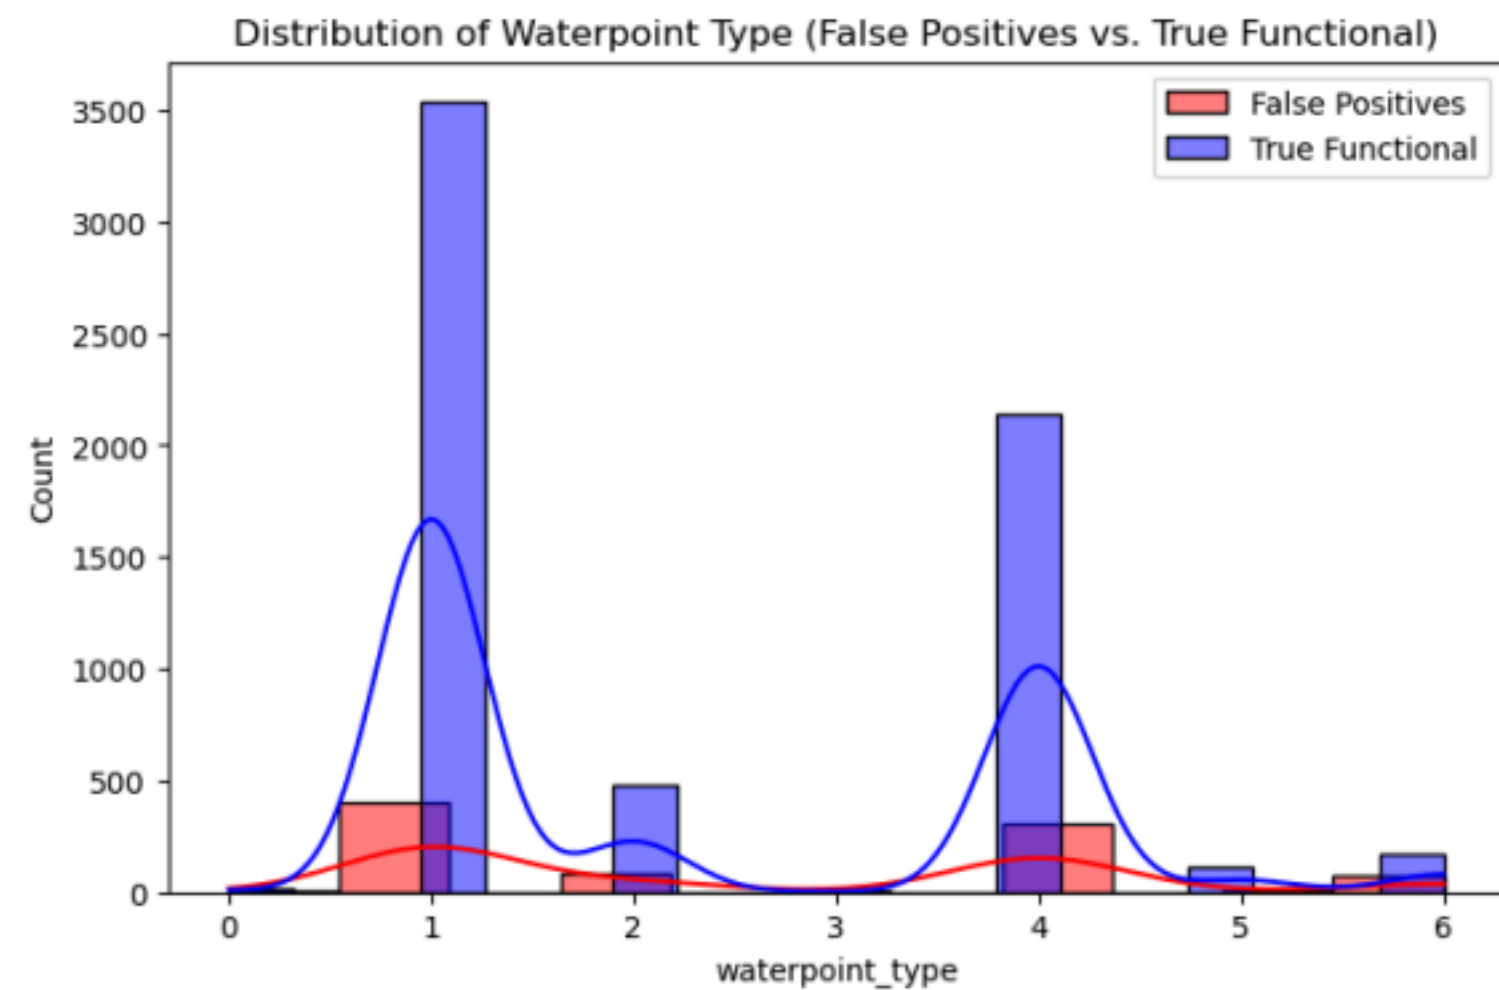 Distribution of Waterpoint Type (False Positives vs. True Functional)
False Positives
True Functional
3500
3000
2500
2000
1500
1000
500
0
Count
0 1 2 3 4 5 6
waterpoint_type